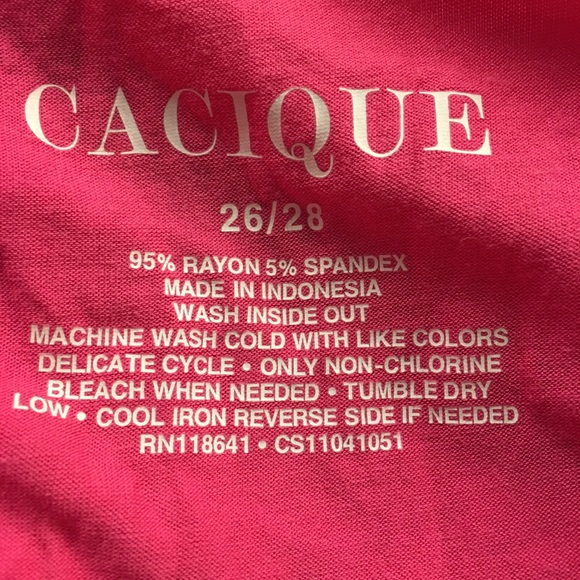 CACIQUE
26/28
95% RAYON 5% SPANDEX
MADE IN INDONESIA
WASH INSIDE OUT
MACHINE WASH COLD WITH LIKE COLORS
DELICATE CYCLE • ONLY NON-CHLORINE
BLEACH WHEN NEEDED • TUMBLE DRY
LOW • COOL IRON REVERSE SIDE IF NEEDED
RN118641 • CS11041051